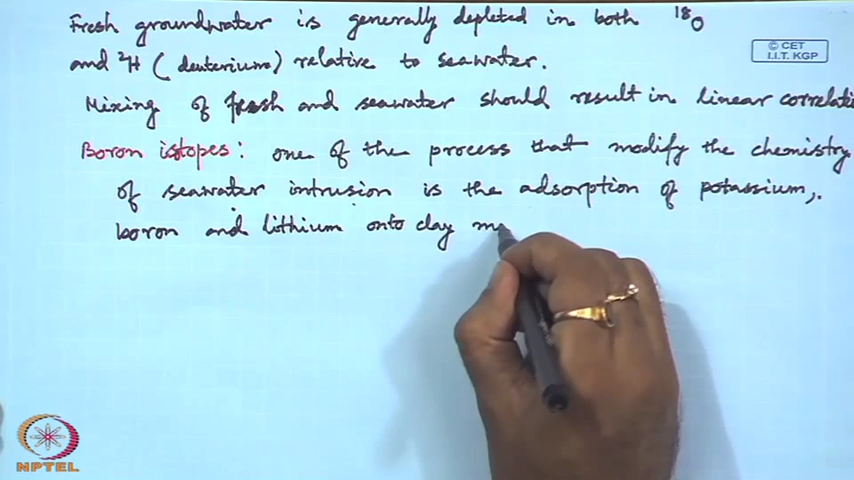 Fresh groundwater is generally depleted in both 18O
and 2H (deuterium) relative to seawater.
Mixing of fresh and seawater should result in linear correlati
Boron istopes: one of the process that modify the chemistry
of seawater intrusion is the adsorption of potassium,.
boron and lithium onto clay m
© CET
I.I.T. KGP
NPTEL